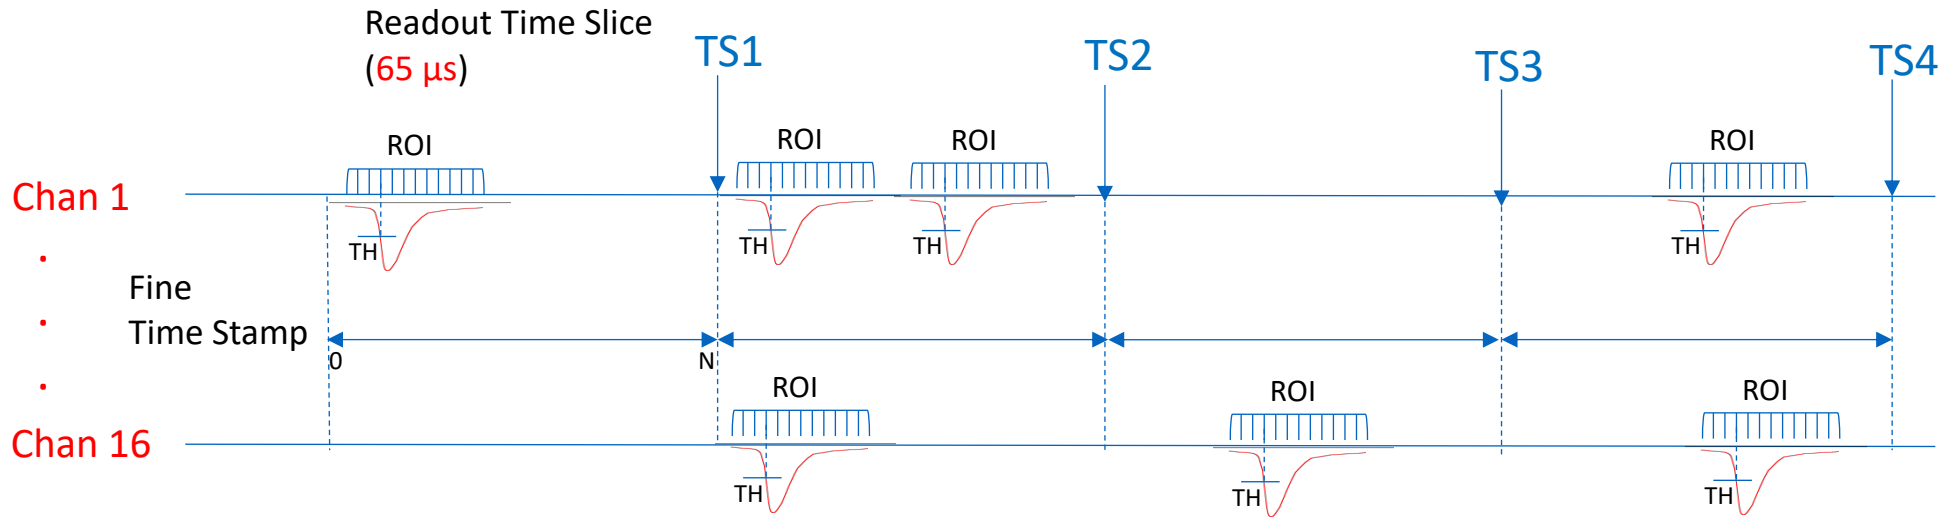 Readout Time Slice
(65 µs)
TS1
TS2
TS3
TS4
ROI
ROI
ROI
ROI
Chan 1
TH
TH
TH
TH
.
.
.
Fine
Time Stamp
0
N
ROI
ROI
ROI
Chan 16
TH
TH
TH